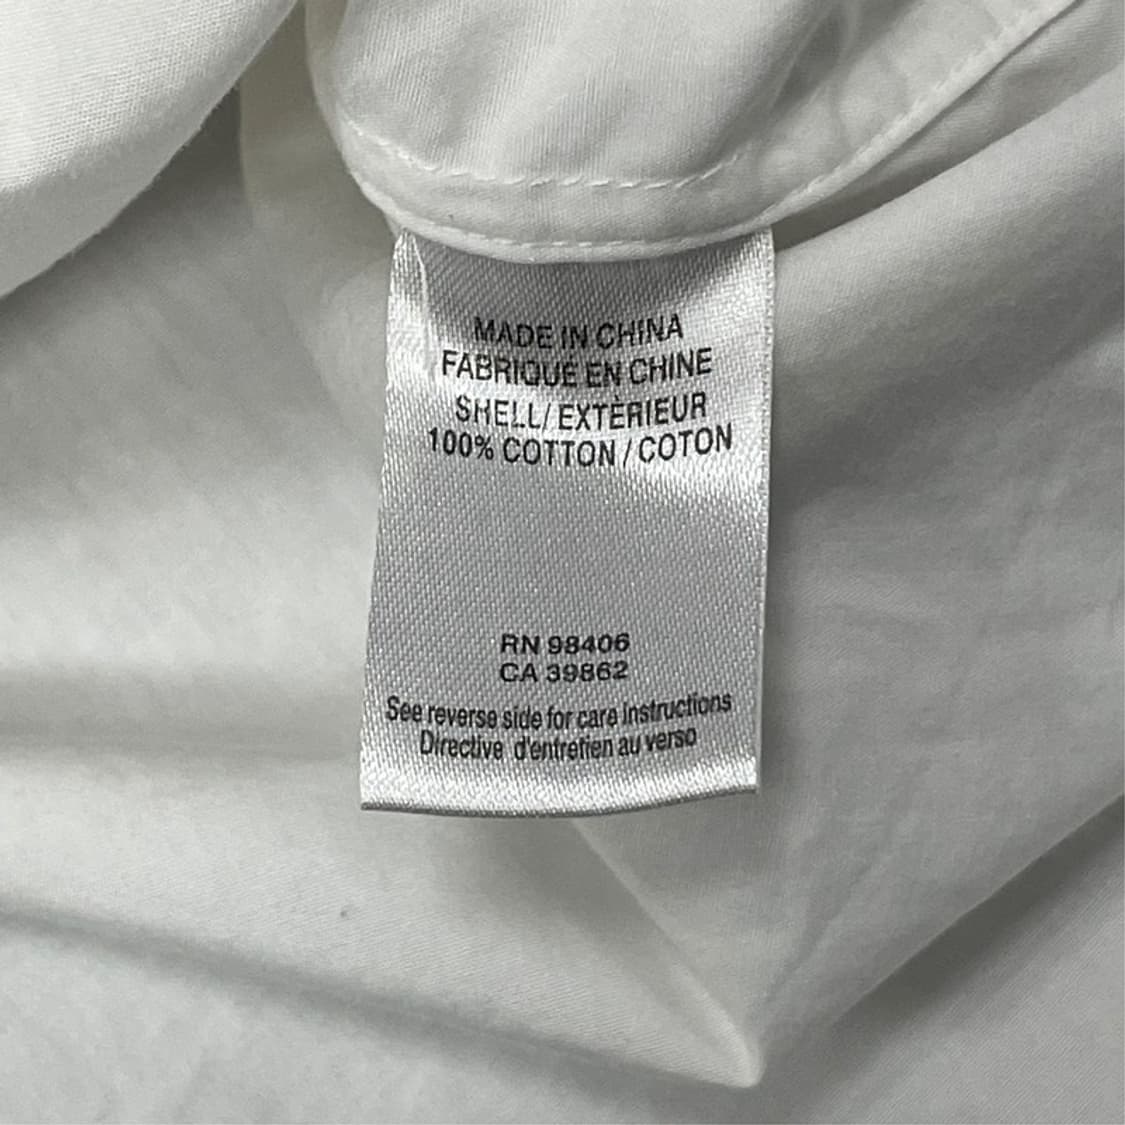 MADE IN CHINA
FABRIQUÉ EN CHINE
SHELL/EXTÈRIEUR
100% COTTON/COTON
RN 98406
CA 39862
See reverse side for care instructions
Directive d'entretien au verso